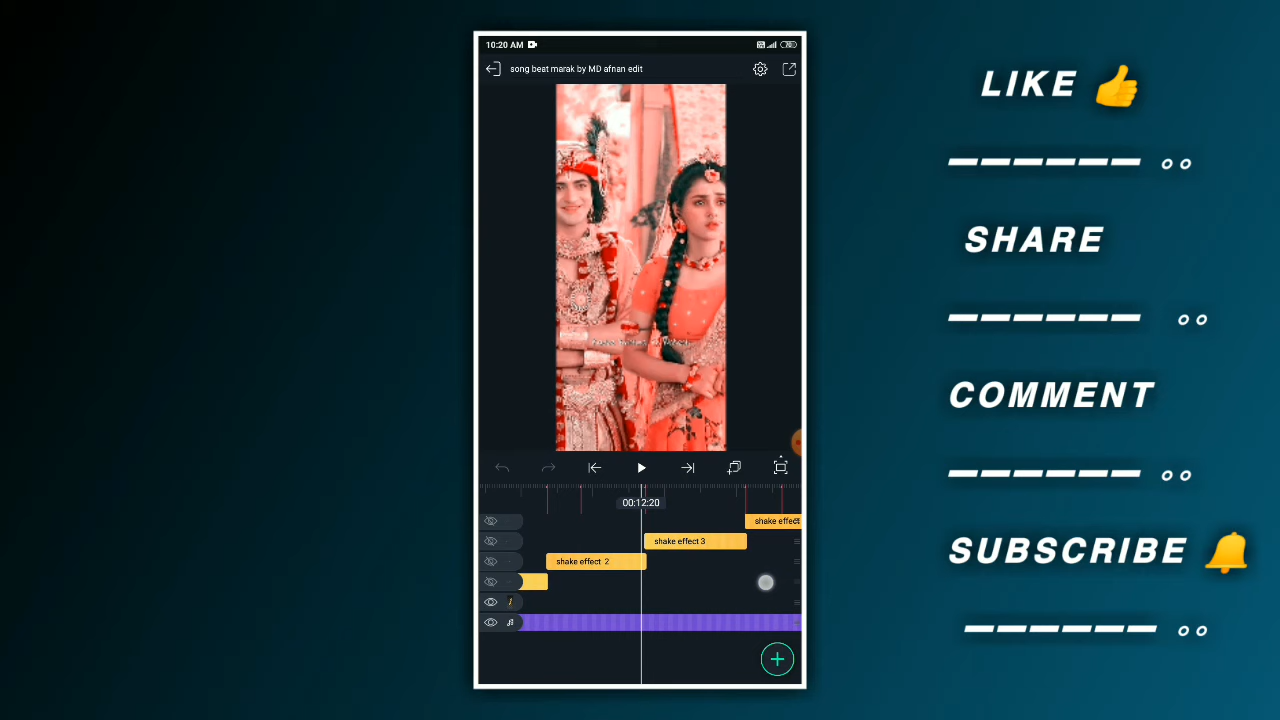 10:20 AM
song beat marak by MD afnan edit
00:12:20
shake effect
shake effect 3
shake effect 2
LIKE 👍
SHARE
COMMENT
SUBSCRIBE 🔔